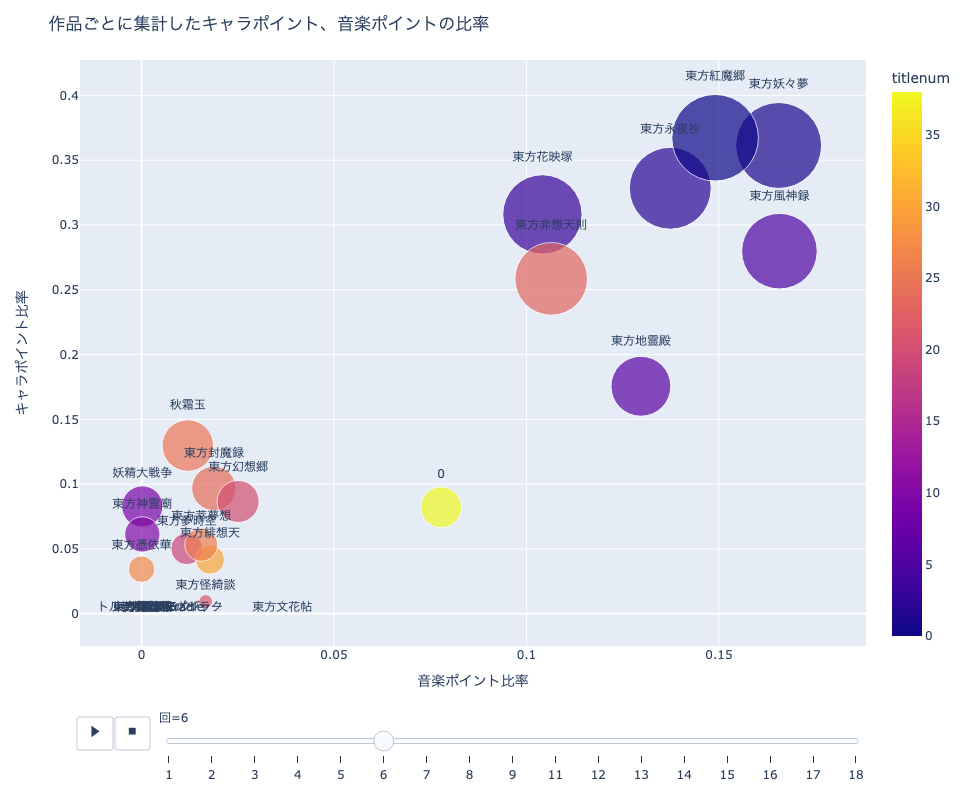 作品ごとに集計したキャラポイント、音楽ポイントの比率
titlenum
東方紅魔郷
東方妖々夢
東方永夜抄
東方花映塚
東方風神録
東方非想天則
東方地霊殿
秋霜玉
東方封魔録
東方幻想郷
妖精大戦争
0
東方神霊廟
東方夢時空
東方萃夢想
東方緋想天
東方憑依華
東方怪綺談
東方文花帖
0.4
0.35
0.3
0.25
0.2
0.15
0.1
0.05
0
キャラポイント比率
0
0.05
0.1
0.15
音楽ポイント比率
35
30
25
20
15
10
5
0
回=6
1 2 3 4 5 6 7 8 9 10 11 12 13 14 15 16 17 18